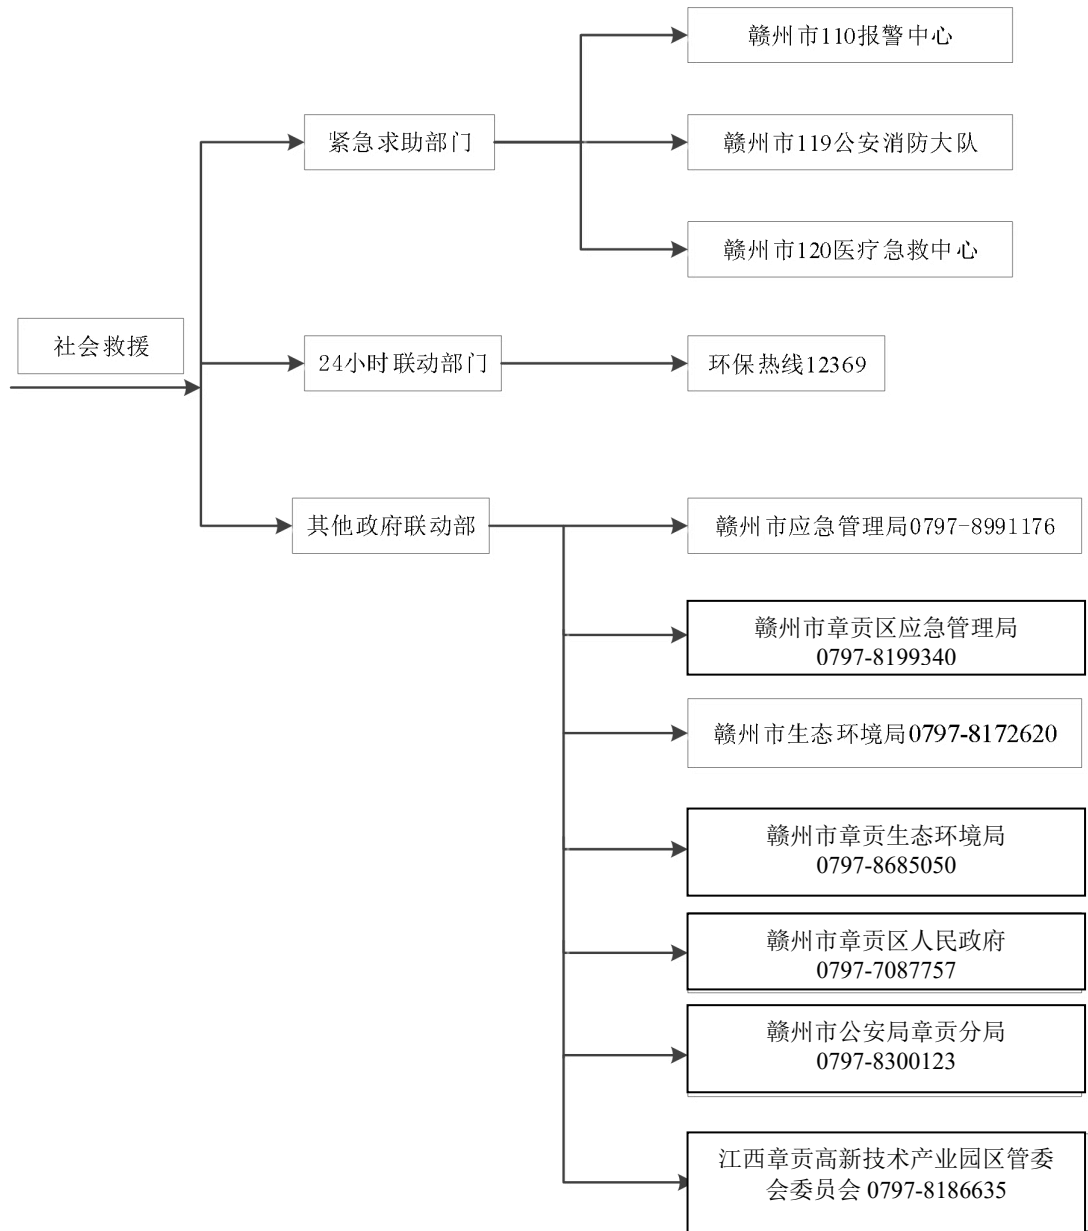 社会救援
紧急求助部门
赣州市110报警中心
赣州市119公安消防大队
赣州市120医疗急救中心
24小时联动部门
环保热线12369
其他政府联动部
赣州市应急管理局0797-8991176
赣州市章贡区应急管理局
0797-8199340
赣州市生态环境局0797-8172620
赣州市章贡生态环境局
0797-8685050
赣州市章贡区人民政府
0797-7087757
赣州市公安局章贡分局
0797-8300123
江西章贡高新技术产业园区管委
会委员会 0797-8186635